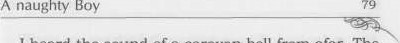 A naughty Boy 79
I heard the sound of a caravan bell from afar. The